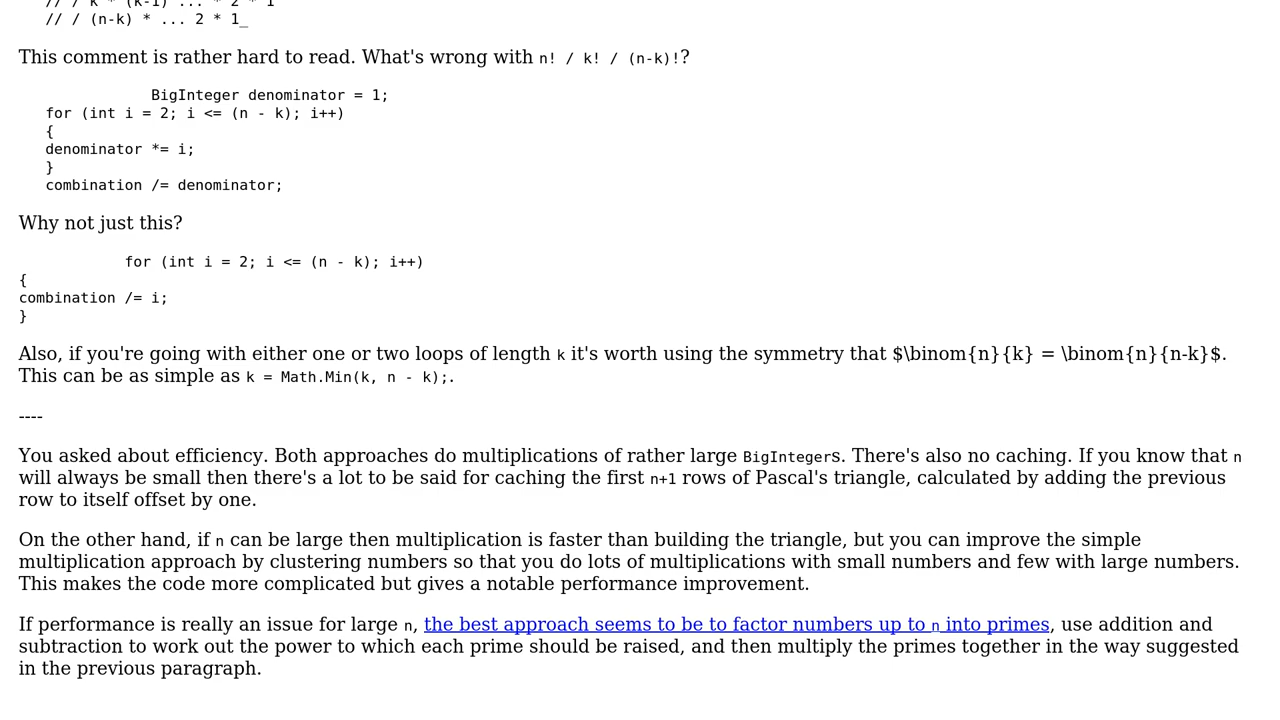 // / k * (k-1) ... * 2 * 1
// / (n-k) * ... 2 * 1_
This comment is rather hard to read. What's wrong with n! / k! / (n-k)!?
BigInteger denominator = 1;
for (int i = 2; i <= (n - k); i++)
{
denominator *= i;
}
combination /= denominator;
Why not just this?
for (int i = 2; i <= (n - k); i++)
{
combination /= i;
}
Also, if you're going with either one or two loops of length k it's worth using the symmetry that $\binom{n}{k} = \binom{n}{n-k}$.
This can be as simple as k = Math.Min(k, n - k);.
----
You asked about efficiency. Both approaches do multiplications of rather large BigIntegers. There's also no caching. If you know that n
will always be small then there's a lot to be said for caching the first n+1 rows of Pascal's triangle, calculated by adding the previous
row to itself offset by one.
On the other hand, if n can be large then multiplication is faster than building the triangle, but you can improve the simple
multiplication approach by clustering numbers so that you do lots of multiplications with small numbers and few with large numbers.
This makes the code more complicated but gives a notable performance improvement.
If performance is really an issue for large n, the best approach seems to be to factor numbers up to n into primes, use addition and
subtraction to work out the power to which each prime should be raised, and then multiply the primes together in the way suggested
in the previous paragraph.